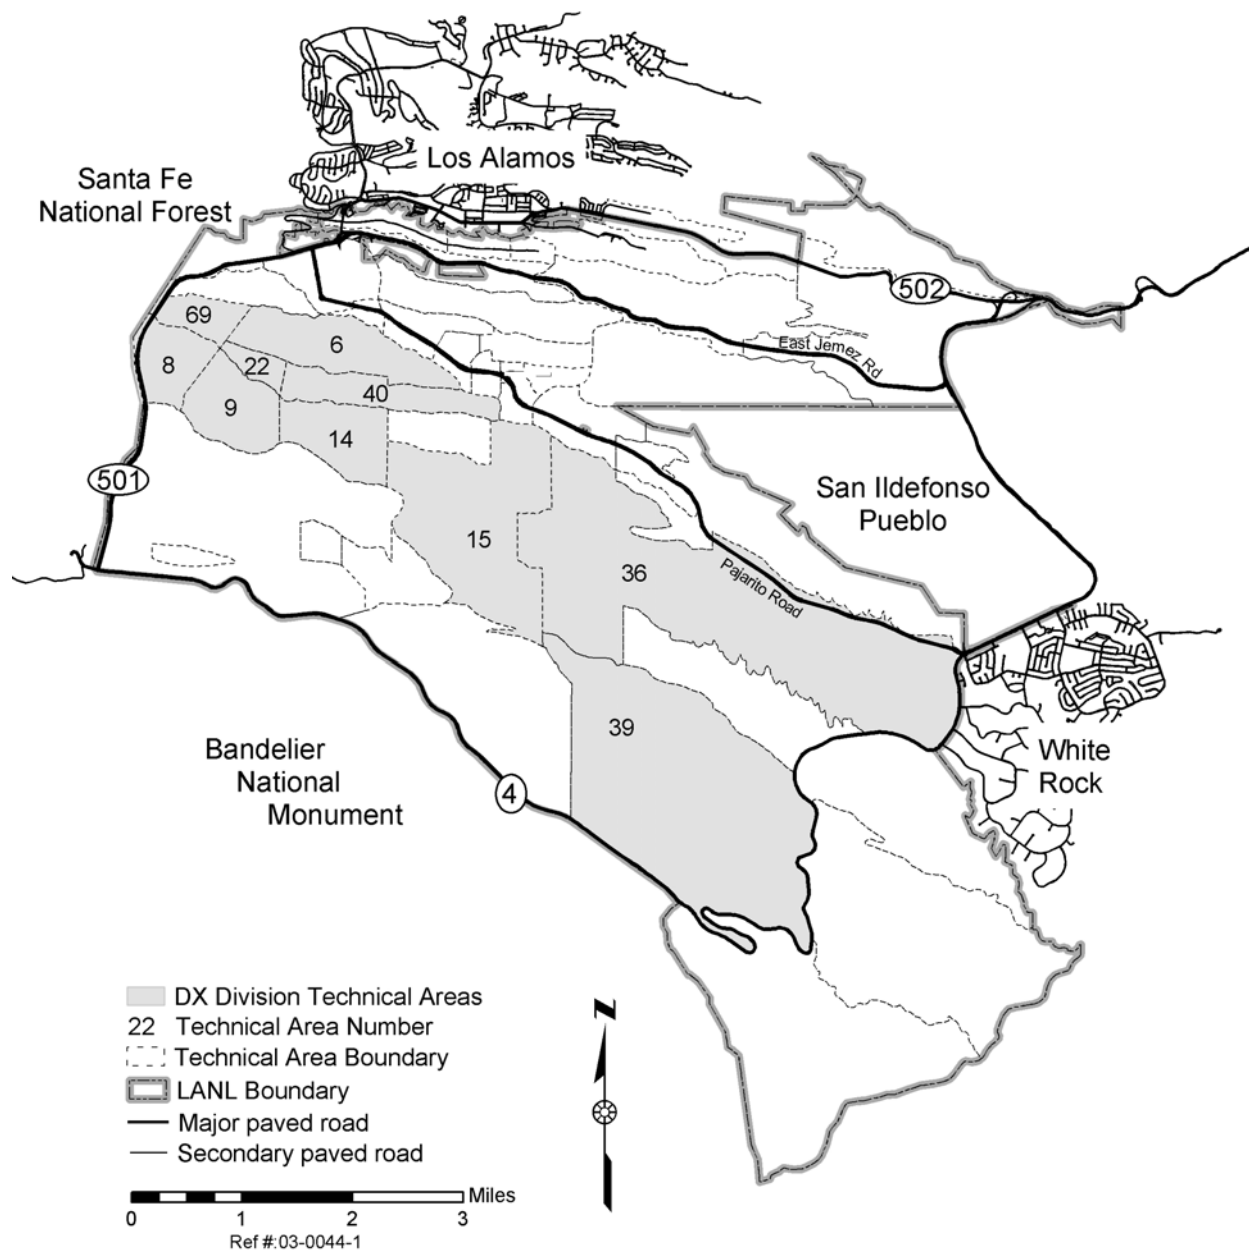 Los Alamos
Santa Fe
National Forest
502
69
6
East Jemez Rd
8
22
40
9
14
501
San Ildefonso
Pueblo
15
36
Pajarito Road
39
Bandelier
National
Monument
White
Rock
4
DX Division Technical Areas
22 Technical Area Number
Technical Area Boundary
LANL Boundary
Major paved road
Secondary paved road
N
Miles
0 1 2 3
Ref #:03-0044-1